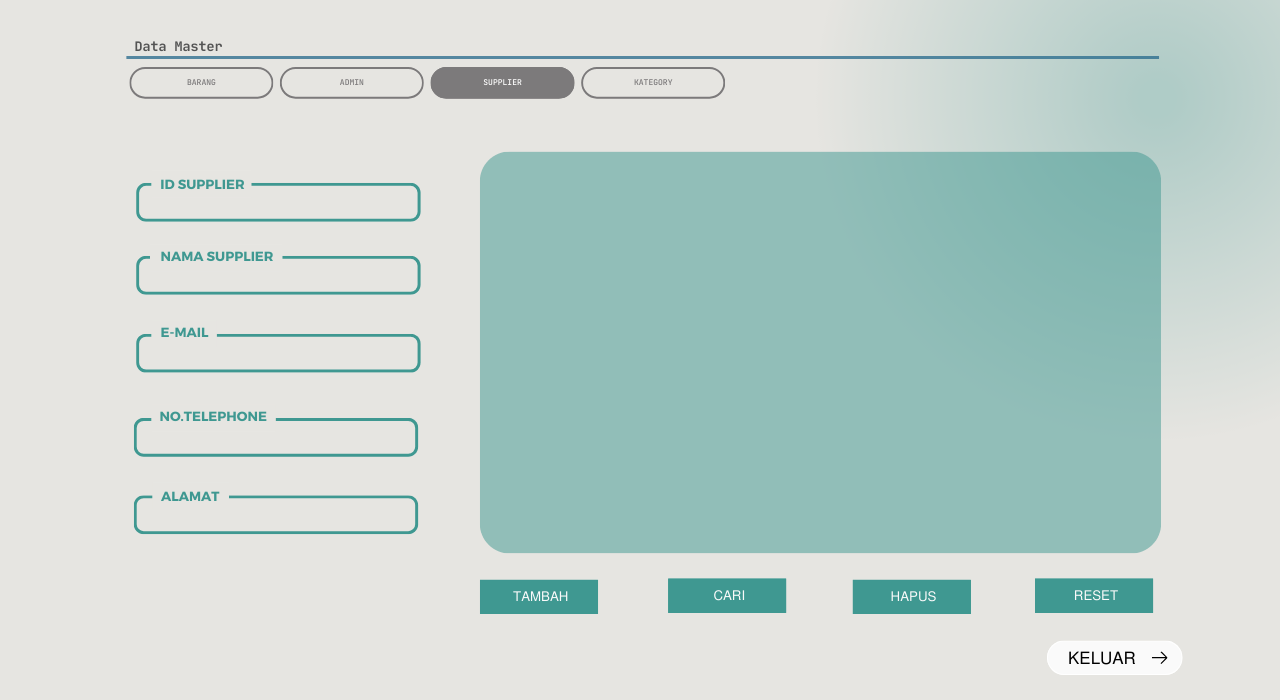 Data Master
BARANG
ADMIN
SUPPLIER
KATEGORY
ID SUPPLIER
NAMA SUPPLIER
E-MAIL
NO.TELEPHONE
ALAMAT
TAMBAH
CARI
HAPUS
RESET
KELUAR →